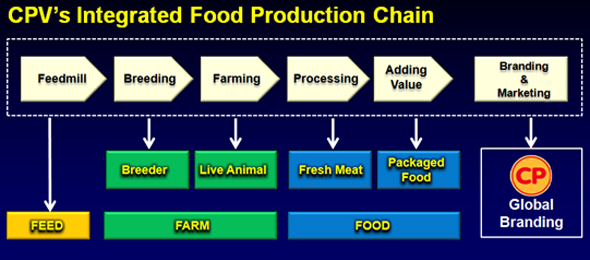 CPV's Integrated Food Production Chain
Feedmill
Breeding
Farming
Processing
Adding
Value
Branding
&
Marketing
Breeder
Live Animal
Fresh Meat
Packaged
Food
CP
Global
Branding
FEED
FARM
FOOD